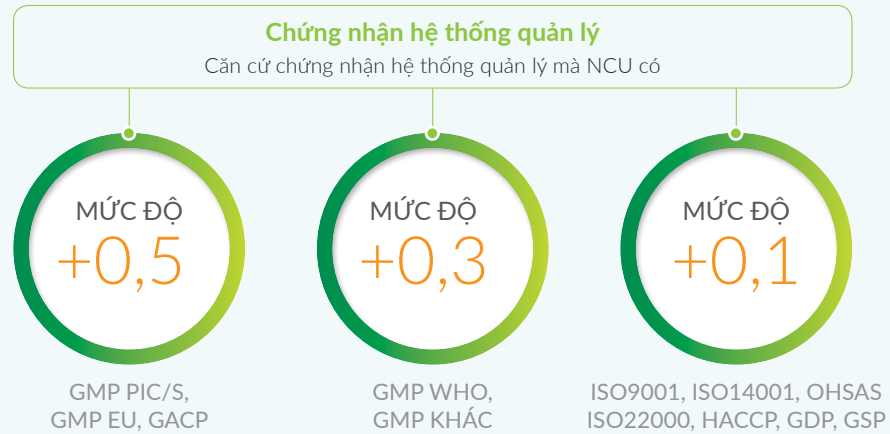 Chứng nhận hệ thống quản lý
Căn cứ chứng nhận hệ thống quản lý mà NCU có
MỨC ĐỘ
+0,5
GMP PIC/S,
GMP EU, GACP
MỨC ĐỘ
+0,3
GMP WHO,
GMP KHÁC
MỨC ĐỘ
+0,1
ISO9001, ISO14001, OHSAS
ISO22000, HACCP, GDP, GSP